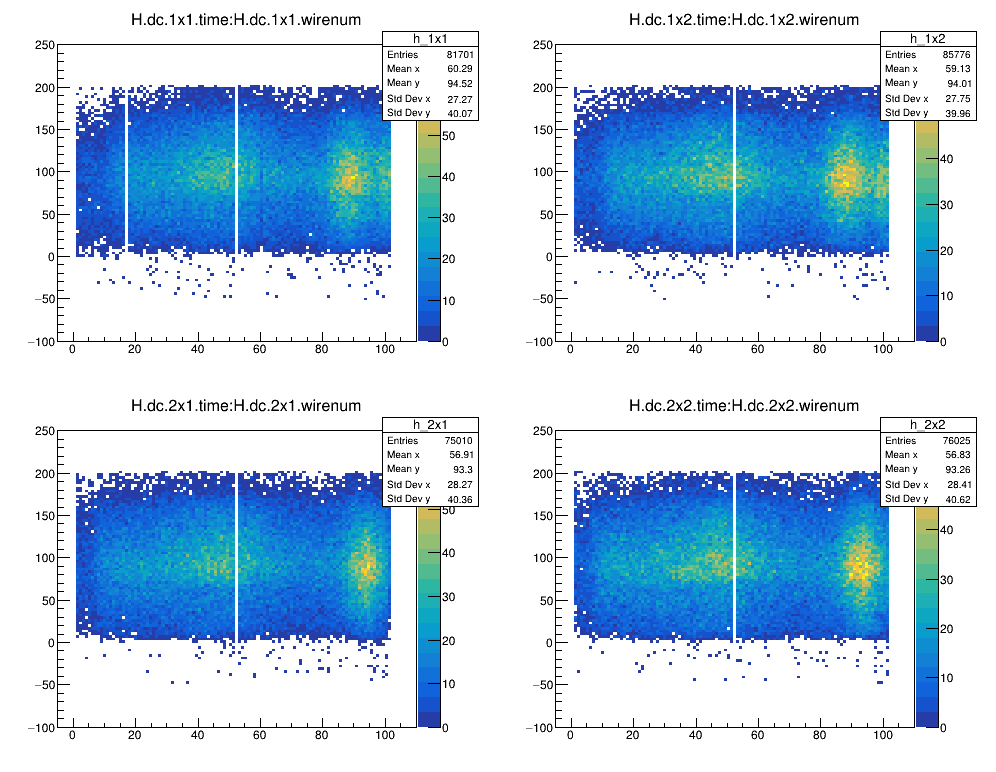 H.dc.1x1.time:H.dc.1x1.wirenum
h_1x1
Entries 81701
Mean x 60.29
Mean y 94.52
Std Dev x 27.27
Std Dev y 40.07
250
200
150
100
50
0
−50
−100
0 20 40 60 80 100
50
40
30
20
10
0
H.dc.1x2.time:H.dc.1x2.wirenum
h_1x2
Entries 85776
Mean x 59.13
Mean y 94.01
Std Dev x 27.75
Std Dev y 39.96
250
200
150
100
50
0
−50
−100
0 20 40 60 80 100
40
30
20
10
0
H.dc.2x1.time:H.dc.2x1.wirenum
h_2x1
Entries 75010
Mean x 56.91
Mean y 93.3
Std Dev x 28.27
Std Dev y 40.36
250
200
150
100
50
0
−50
−100
0 20 40 60 80 100
50
40
30
20
10
0
H.dc.2x2.time:H.dc.2x2.wirenum
h_2x2
Entries 76025
Mean x 56.83
Mean y 93.26
Std Dev x 28.41
Std Dev y 40.62
250
200
150
100
50
0
−50
−100
0 20 40 60 80 100
40
30
20
10
0